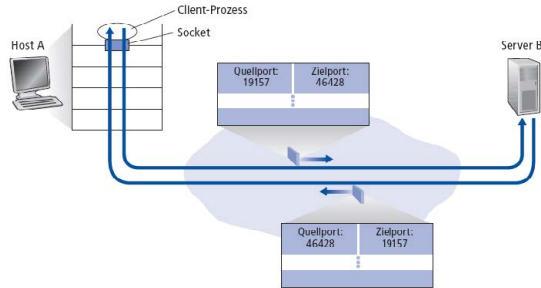 Client-Prozess
Socket
Host A
Server B
Quellport: Zielport:
19157 46428
Quellport: Zielport:
46428 19157